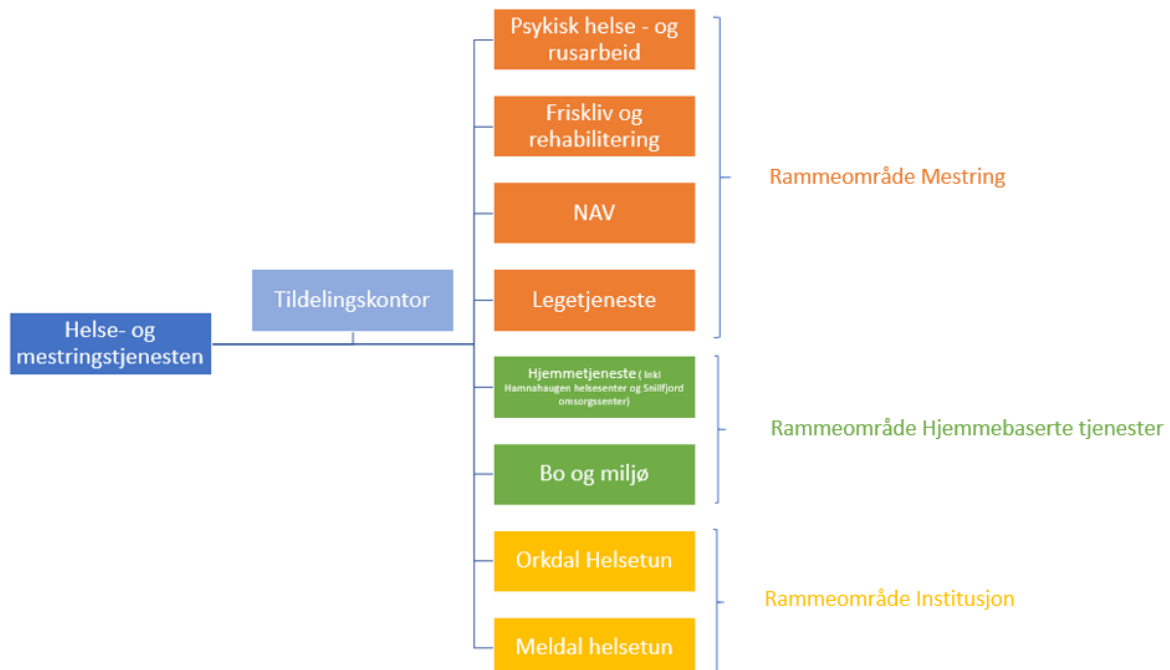 Psykisk helse - og
rusarbeid
Friskliv og
rehabilitering
NAV
Legetjeneste
Rammeområde Mestring
Tildelingskontor
Helse- og
mestringstjenesten
Hjemmetjeneste ( Inkl
Hamnahaugen helsesenter og Snillfjord
omsorgssenter)
Bo og miljø
Rammeområde Hjemmebaserte tjenester
Orkdal Helsetun
Meldal helsetun
Rammeområde Institusjon